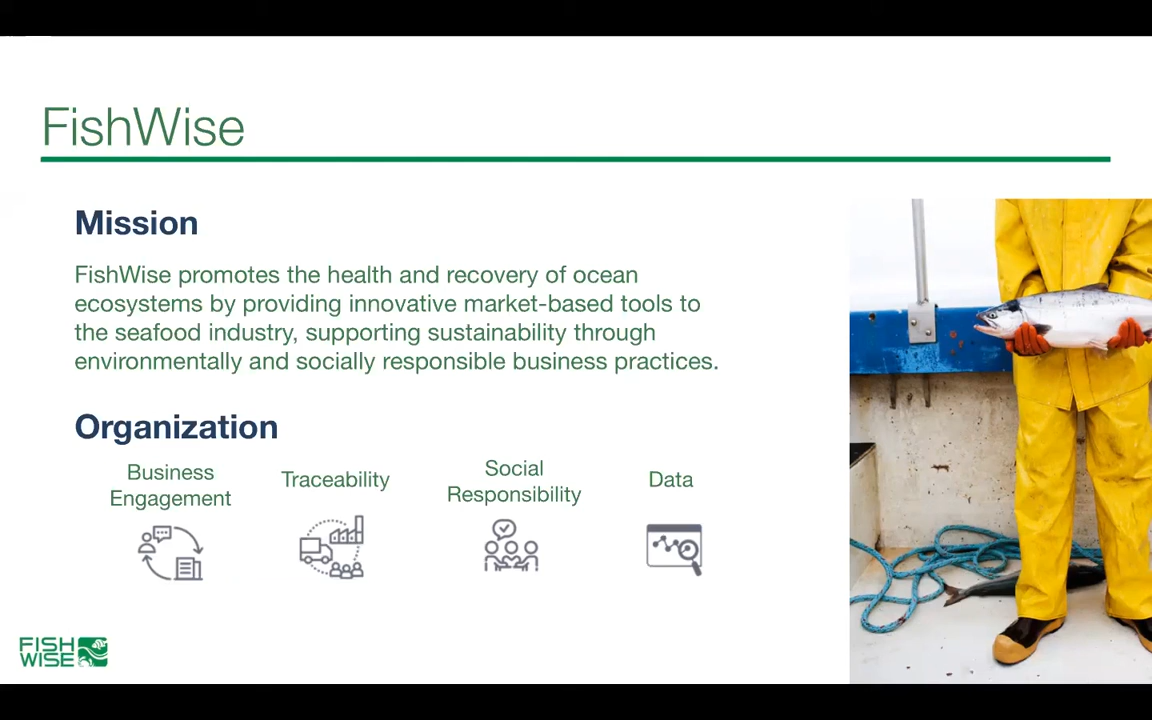 FishWise
Mission
FishWise promotes the health and recovery of ocean
ecosystems by providing innovative market-based tools to
the seafood industry, supporting sustainability through
environmentally and socially responsible business practices.
Organization
Business
Engagement
Traceability
Social
Responsibility
Data
FISH
WISE